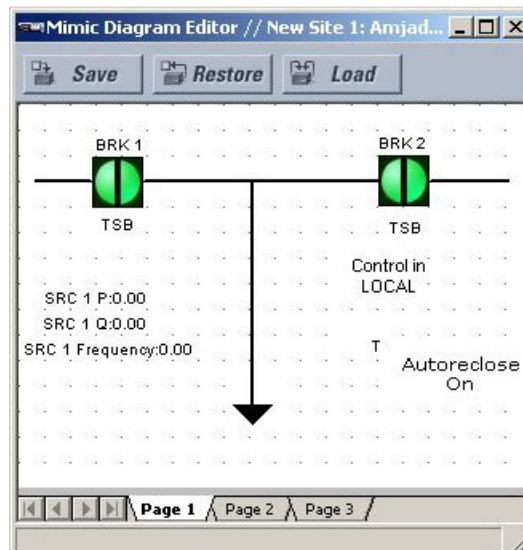 Mimic Diagram Editor // New Site 1: Amjad...
Save Restore Load
BRK 1 BRK 2
TSB TSB
Control in
LOCAL
SRC 1 P:0.00
SRC 1 Q:0.00
SRC 1 Frequency:0.00
T
Autoreclose
On
Page 1 Page 2 Page 3